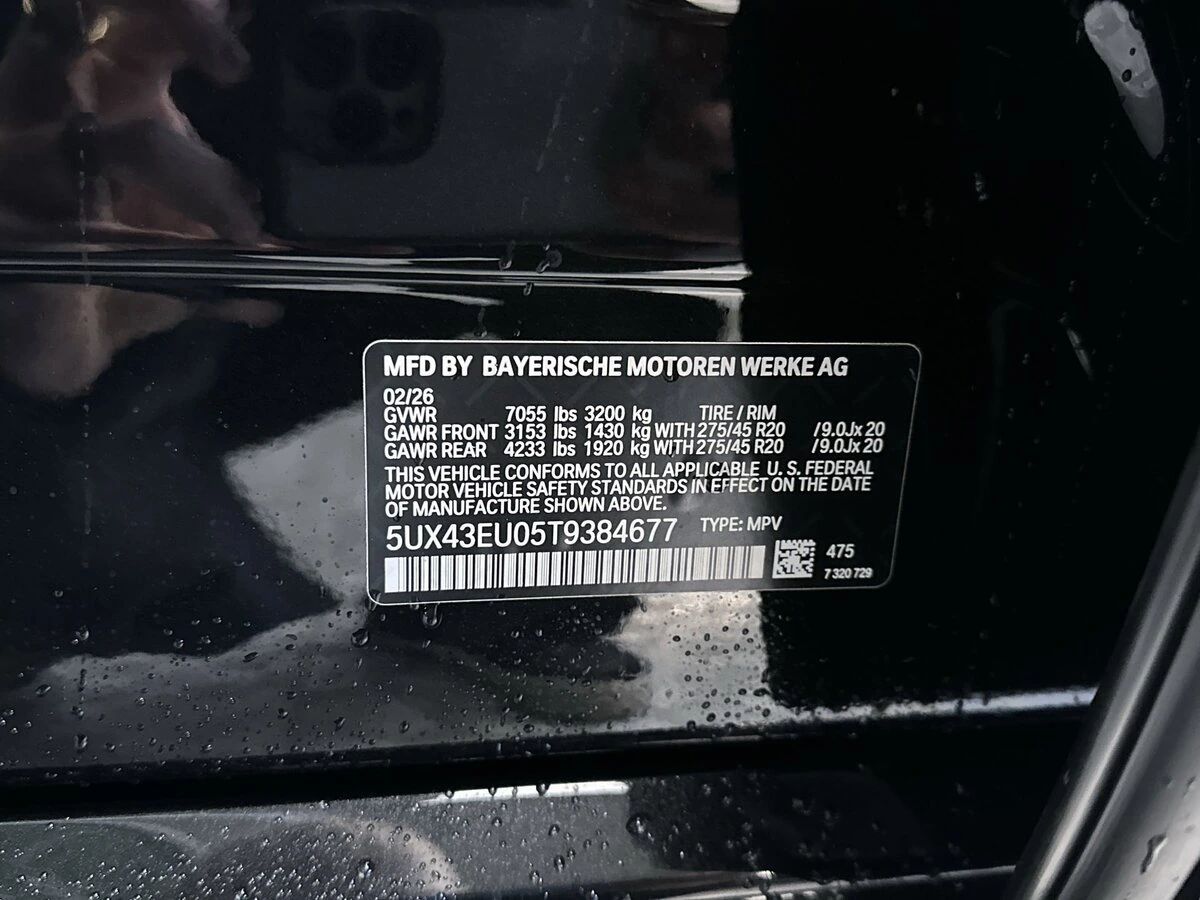 MFD BY BAYERISCHE MOTOREN WERKE AG
02/26
GVWR 7055 lbs 3200 kg TIRE / RIM
GAWR FRONT 3153 lbs 1430 kg WITH 275/45 R20 /9.0Jx 20
GAWR REAR 4233 lbs 1920 kg WITH 275/45 R20 /9.0Jx 20
THIS VEHICLE CONFORMS TO ALL APPLICABLE U. S. FEDERAL
MOTOR VEHICLE SAFETY STANDARDS IN EFFECT ON THE DATE
OF MANUFACTURE SHOWN ABOVE.
5UX43EU05T9384677 TYPE: MPV
475
7 320 729